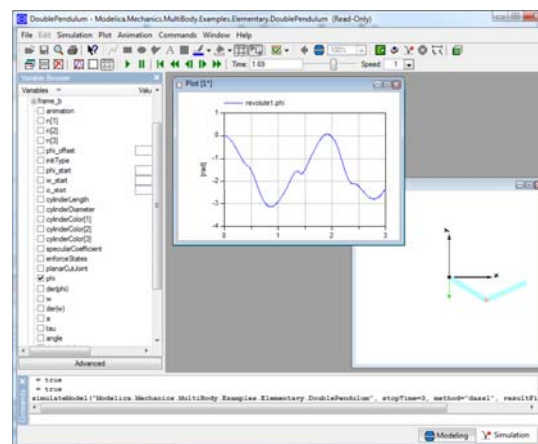 DoublePendulum - Modelica.Mechanics.MultiBody.Examples.Elementary.DoublePendulum (Read-Only)
File Edit Simulation Plot Animation Commands Window Help
100%
Time: 1.69 Speed: 1
Variable Browser
Variables Valu
frame_b
animation
n[1]
n[2]
n[3]
phi_offset
initType
phi_start
w_start
a_start
cylinderLength
cylinderDiameter
cylinderColor[1]
cylinderColor[2]
cylinderColor[3]
specularCoefficient
enforceStates
planarCutJoint
phi
der(phi)
w
der(w)
a
tau
angle
Advanced
Plot [1*]
revolute1.phi
1
0
-1
-2
-3
-4
[rad]
0 1 2 3
y
x
= true
= true
simulateModel("Modelica.Mechanics.MultiBody.Examples.Elementary.DoublePendulum", stopTime=3, method="dassl", resultFi
Commands
Modeling Simulation